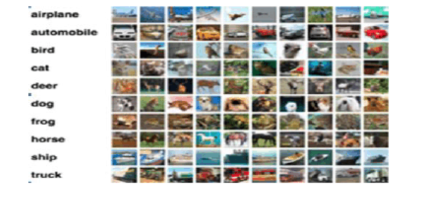 airplane
automobile
bird
cat
deer
dog
frog
horse
ship
truck